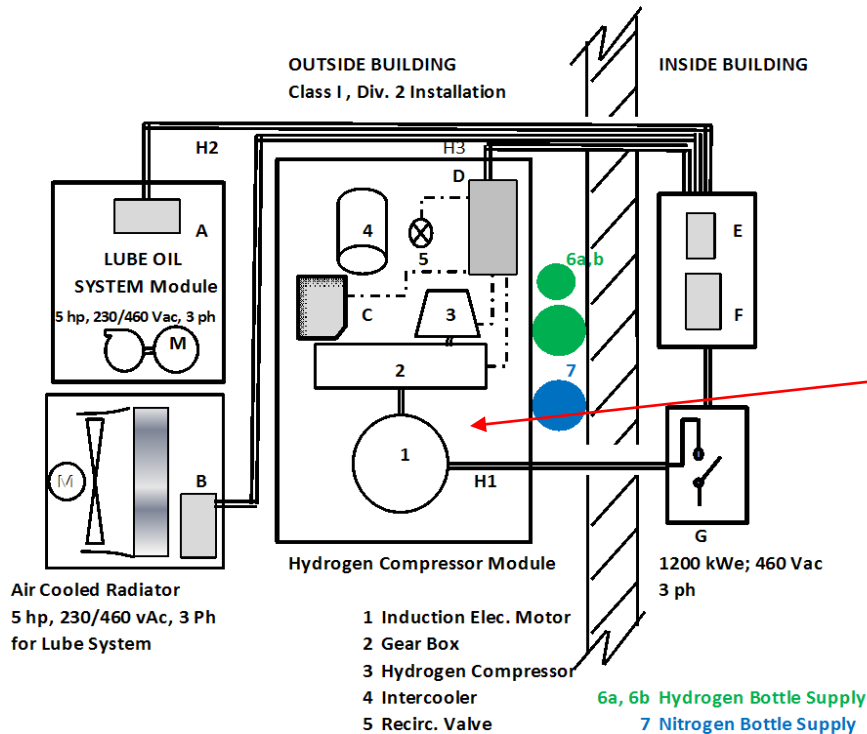 OUTSIDE BUILDING
Class I , Div. 2 Installation
INSIDE BUILDING
H2
H3
D
A
LUBE OIL
SYSTEM Module
5 hp, 230/460 Vac, 3 ph
M
4
5
C
3
2
1
6a,b
7
E
F
B
M
H1
G
1200 kWe; 460 Vac
3 ph
Hydrogen Compressor Module
Air Cooled Radiator
5 hp, 230/460 vAc, 3 Ph
for Lube System
1 Induction Elec. Motor
2 Gear Box
3 Hydrogen Compressor
4 Intercooler
5 Recirc. Valve
6a, 6b Hydrogen Bottle Supply
7 Nitrogen Bottle Supply